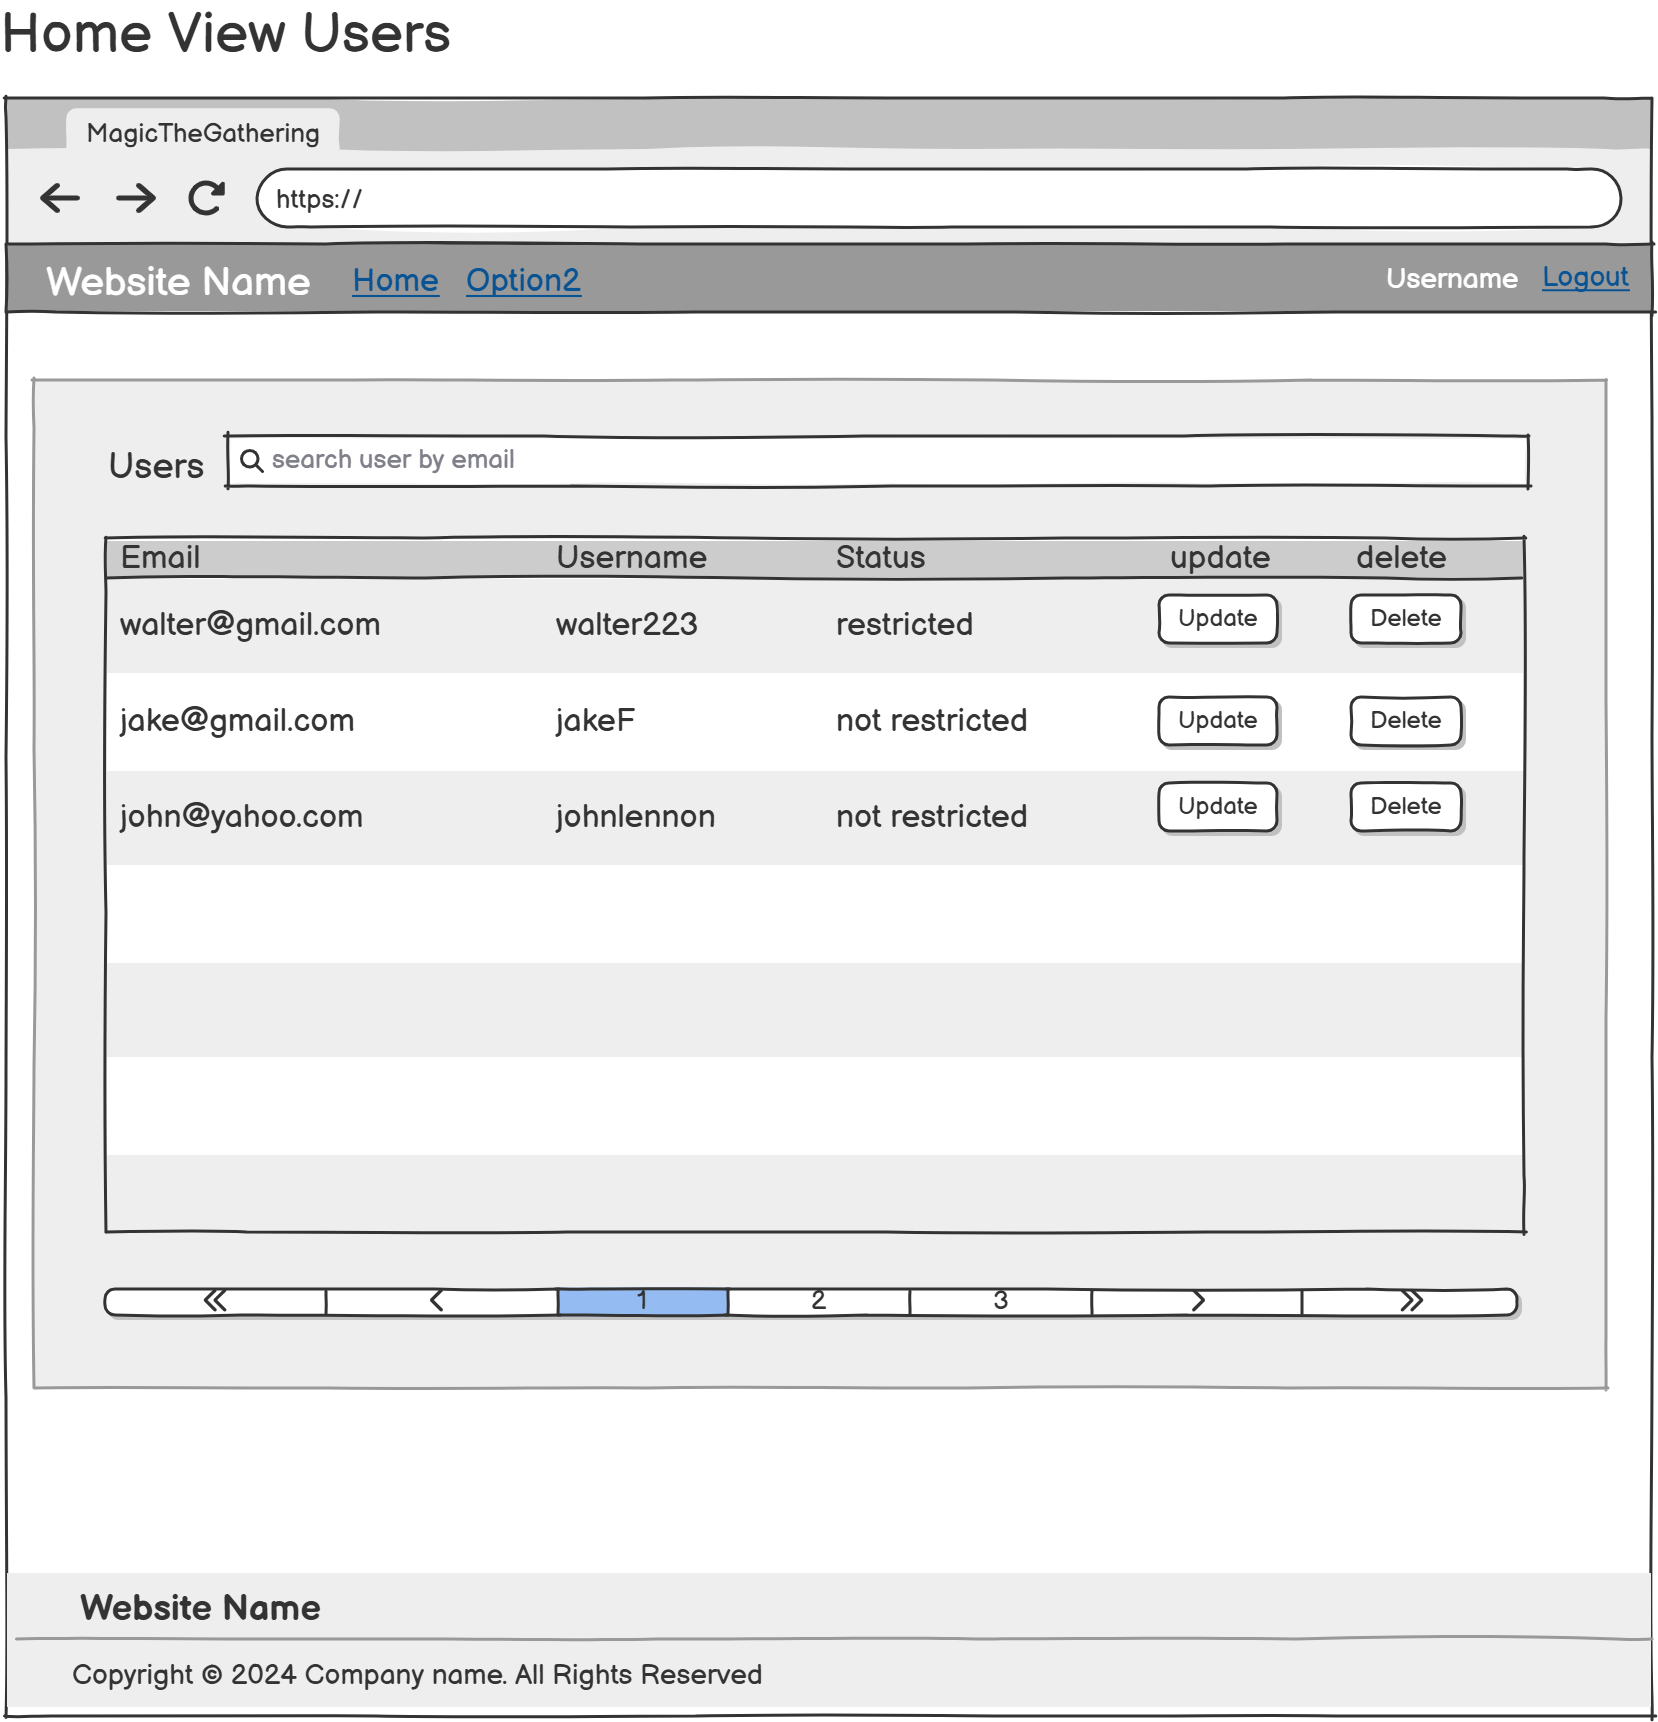 Home View Users
MagicTheGathering
https://
Website Name Home Option2 Username Logout
Users search user by email
Email Username Status update delete
walter@gmail.com walter223 restricted Update Delete
jake@gmail.com jakeF not restricted Update Delete
john@yahoo.com johnlennon not restricted Update Delete
1 2 3
Website Name
Copyright © 2024 Company name. All Rights Reserved